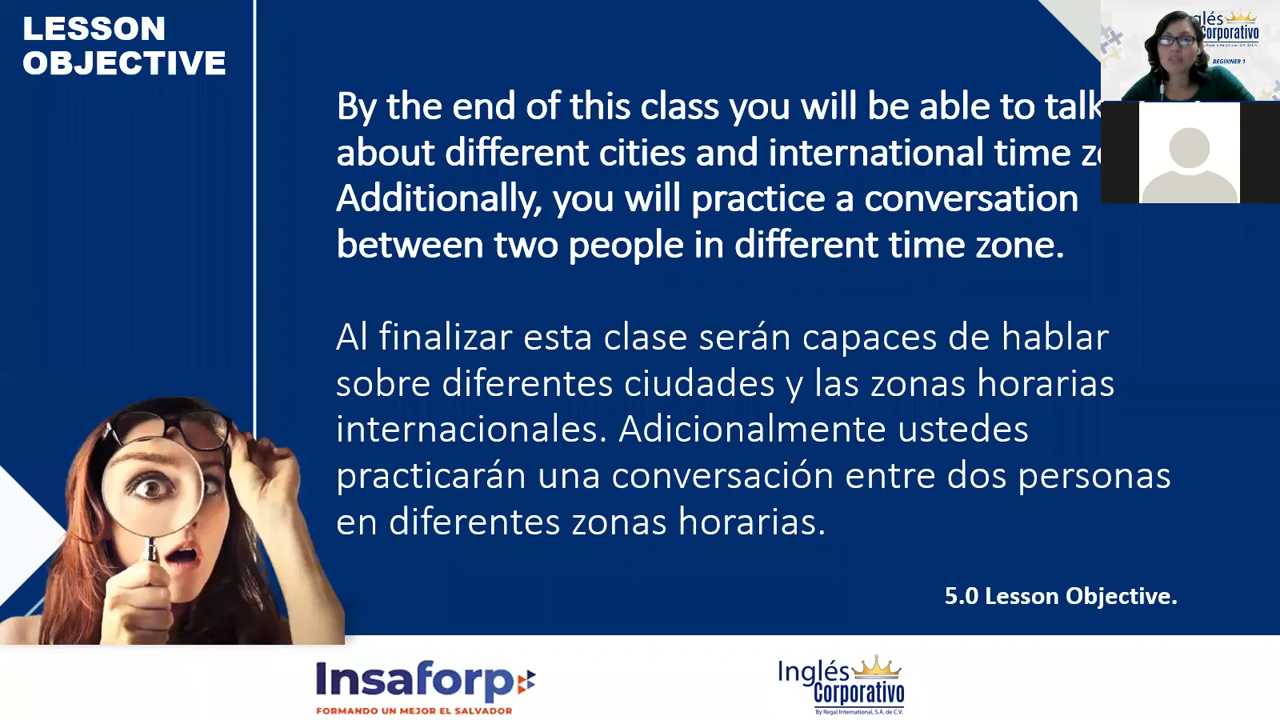 LESSON
OBJECTIVE
By the end of this class you will be able to talk
about different cities and international time
Additionally, you will practice a conversation
between two people in different time zone.
Al finalizar esta clase serán capaces de hablar
sobre diferentes ciudades y las zonas horarias
internacionales. Adicionalmente ustedes
practicarán una conversación entre dos personas
en diferentes zonas horarias.
5.0 Lesson Objective.
Insaforp
FORMANDO UN MEJOR EL SALVADOR
Inglés
Corporativo
By Regal International, S.A. de C.V.
Corporativo
BEGINNER 1